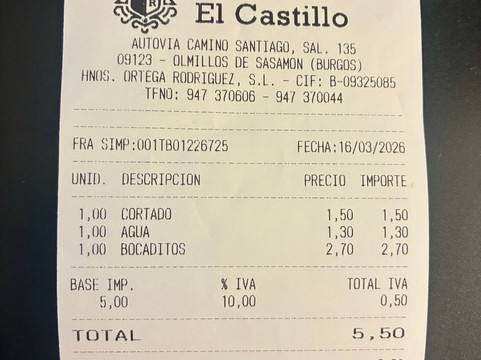 El Castillo
AUTOVIA CAMINO SANTIAGO, SAL. 135
09123 - OLMILLOS DE SASAMON (BURGOS)
HNOS. ORTEGA RODRIGUEZ, S.L. - CIF: B-09325085
TFNO: 947 370606 - 947 370044
FRA SIMP:001TB01226725 FECHA:16/03/2026
UNID. DESCRIPCION PRECIO IMPORTE
1,00 CORTADO 1,50 1,50
1,00 AGUA 1,30 1,30
1,00 BOCADITOS 2,70 2,70
BASE IMP. % IVA TOTAL IVA
5,00 10,00 0,50
TOTAL 5,50